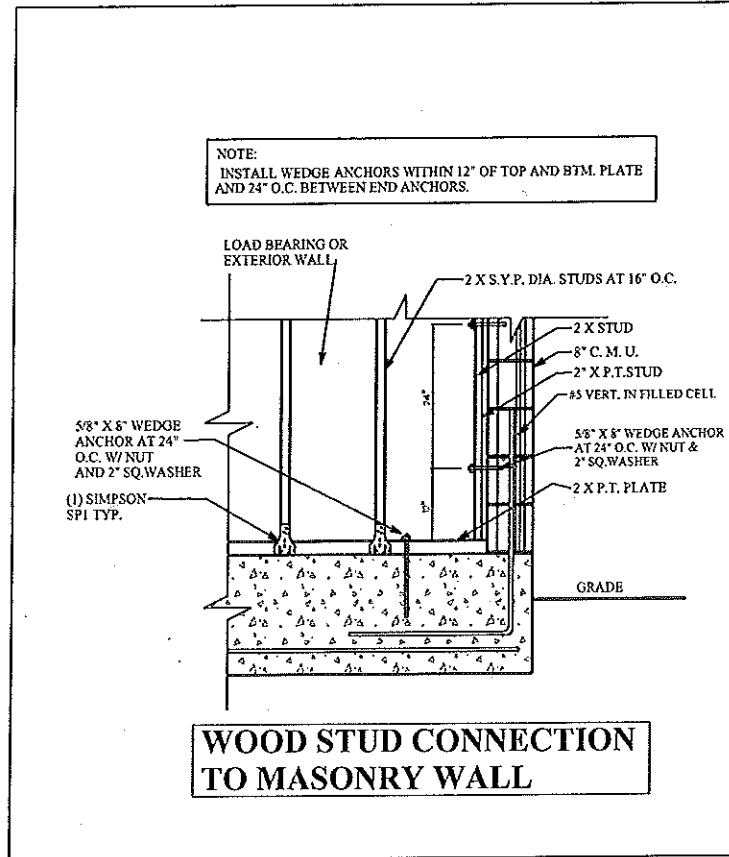 NOTE:
INSTALL WEDGE ANCHORS WITHIN 12" OF TOP AND BTM. PLATE
AND 24" O.C. BETWEEN END ANCHORS.
LOAD BEARING OR
EXTERIOR WALL
2 X S.Y.P. DIA. STUDS AT 16" O.C.
2 X STUD
8" C. M. U.
2" X P.T. STUD
#5 VERT. IN FILLED CELL
5/8" X 8" WEDGE ANCHOR
AT 24" O.C. W/ NUT &
2" SQ.WASHER
2 X P.T. PLATE
24"
12"
5/8" X 8" WEDGE
ANCHOR AT 24"
O.C. W/ NUT
AND 2" SQ.WASHER
(1) SIMPSON
SP1 TYP.
GRADE
WOOD STUD CONNECTION
TO MASONRY WALL